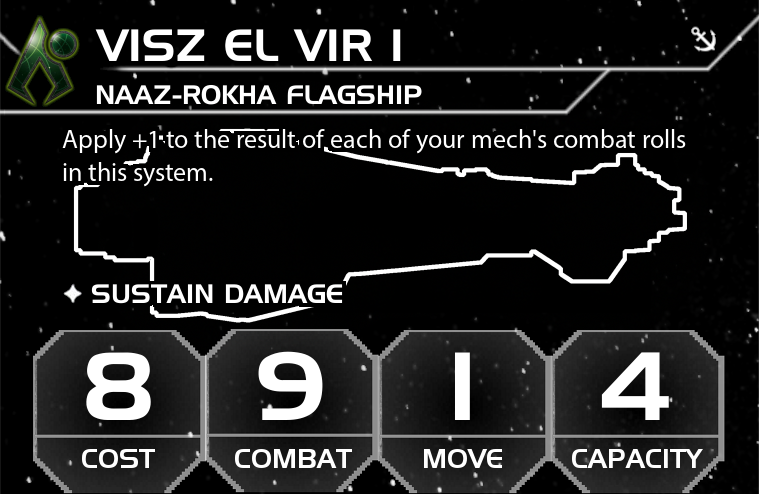 VISZ EL VIR I
NAAZ-ROKHA FLAGSHIP
Apply +1 to the result of each of your mech's combat rolls
in this system.
SUSTAIN DAMAGE
8 9 1 4
COST COMBAT MOVE CAPACITY